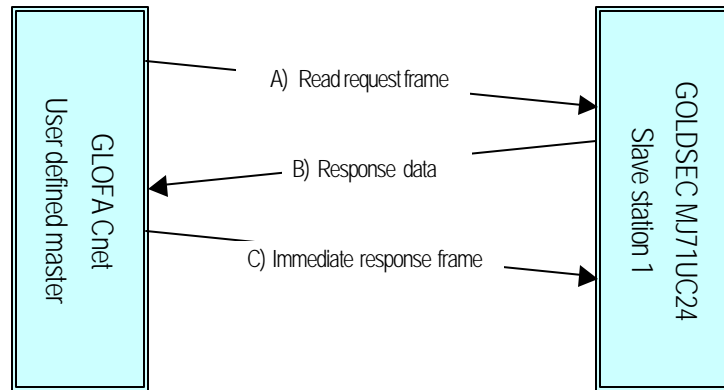 GLOFA Cnet
User defined master
A) Read request frame
B) Response data
C) Immediate response frame
GOLDSEC MJ71UC24
Slave station 1